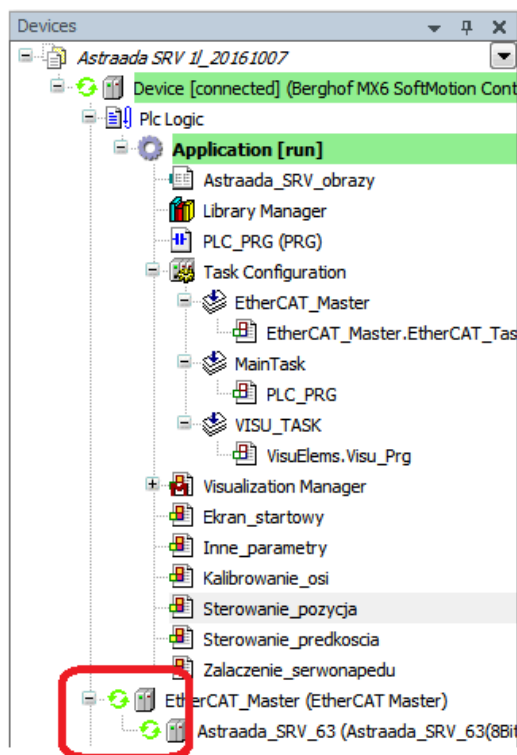 Devices
Astraada SRV 1l_20161007
Device [connected] (Berghof MX6 SoftMotion Cont
Plc Logic
Application [run]
Astraada_SRV_obrazy
Library Manager
PLC_PRG (PRG)
Task Configuration
EtherCAT_Master
EtherCAT_Master.EtherCAT_Tas
MainTask
PLC_PRG
VISU_TASK
VisuElems.Visu_Prg
Visualization Manager
Ekran_startowy
Inne_parametry
Kalibrowanie_osi
Sterowanie_pozycja
Sterowanie_predkoscia
Zalaczenie_serwonapedu
EtherCAT_Master (EtherCAT Master)
Astraada_SRV_63 (Astraada_SRV_63(8Bit